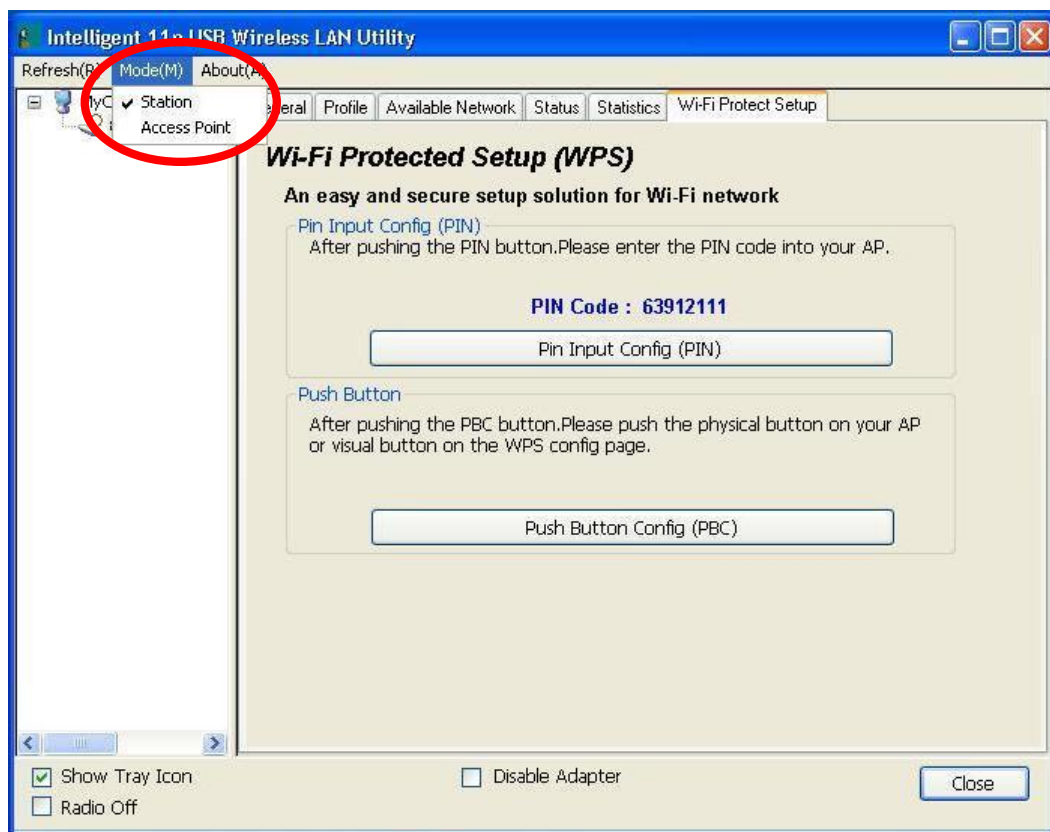 Intelligent 11n USB Wireless LAN Utility
Refresh(R) Mode(M) About(A)
Station
Access Point
General Profile Available Network Status Statistics Wi-Fi Protect Setup
Wi-Fi Protected Setup (WPS)
An easy and secure setup solution for Wi-Fi network
Pin Input Config (PIN)
After pushing the PIN button.Please enter the PIN code into your AP.
PIN Code : 63912111
Pin Input Config (PIN)
Push Button
After pushing the PBC button.Please push the physical button on your AP
or visual button on the WPS config page.
Push Button Config (PBC)
Show Tray Icon
Radio Off
Disable Adapter
Close